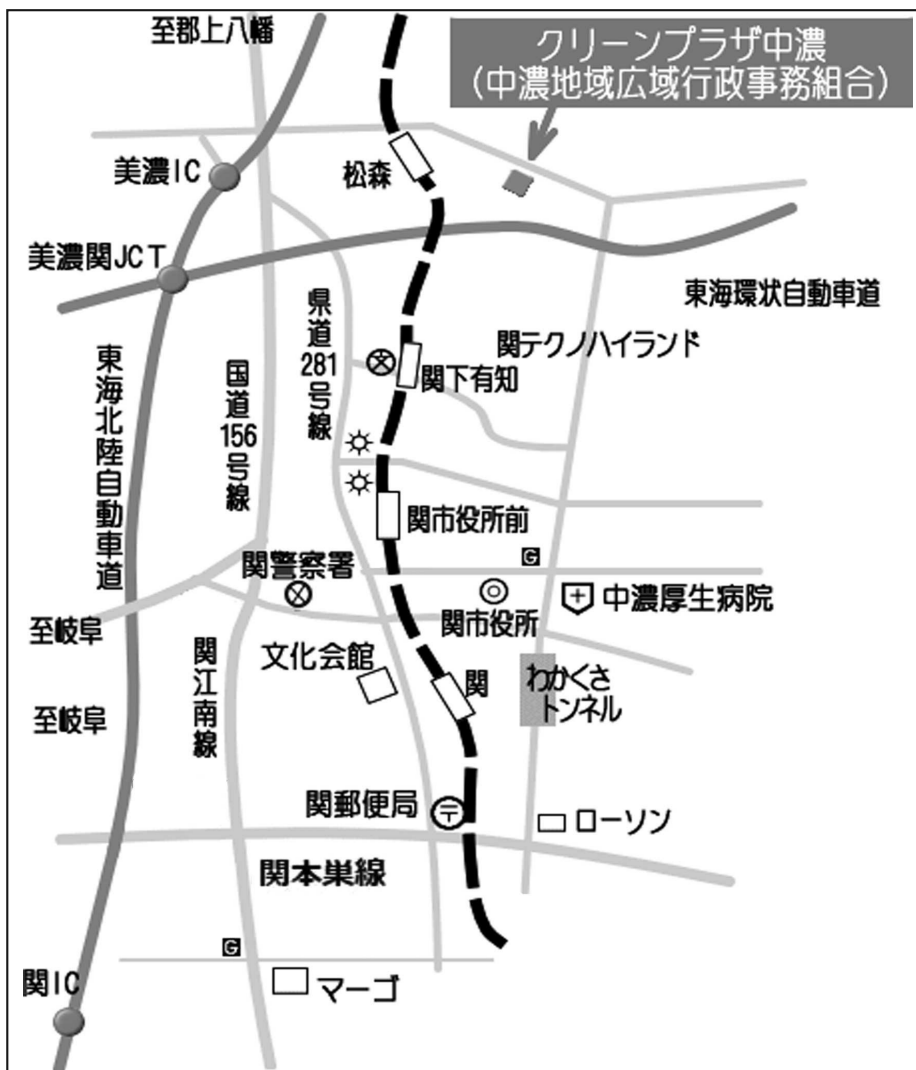 至郡上八幡
クリーンプラザ中濃
(中濃地域広域行政事務組合)
美濃IC
松森
美濃関JCT
東海環状自動車道
県道281号線
関テクノハイランド
関下有知
東海北陸自動車道
国道156号線
関市役所前
G
関警察署
中濃厚生病院
関市役所
至岐阜
文化会館
関
わかくさ
トンネル
関江南線
至岐阜
関郵便局
〒
ローソン
関本巣線
G
関IC
マーゴ